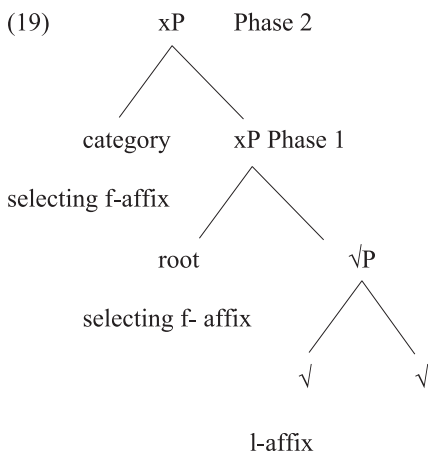 (19) xP Phase 2
category xP Phase 1
selecting f-affix
root √P
selecting f- affix
√ √
l-affix